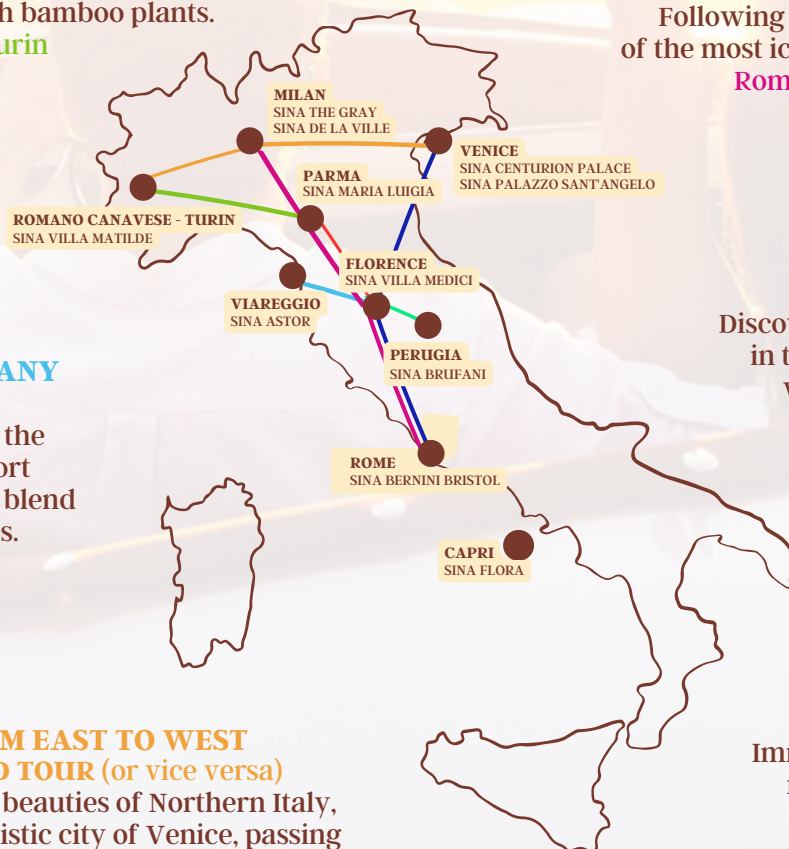 h bamboo plants.
urin
Following
of the most ic
Rom
MILAN
SINA THE GRAY
SINA DE LA VILLE
VENICE
SINA CENTURION PALACE
SINA PALAZZO SANT'ANGELO
PARMA
SINA MARIA LUIGIA
ROMANO CANAVESE - TURIN
SINA VILLA MATILDE
FLORENCE
SINA VILLA MEDICI
VIAREGGIO
SINA ASTOR
PERUGIA
SINA BRUFANI
Discov
in t
ANY
the
ort
blend
s.
ROME
SINA BERNINI BRISTOL
CAPRI
SINA FLORA
M EAST TO WEST
D TOUR (or vice versa)
beauties of Northern Italy,
istic city of Venice, passing
Imm